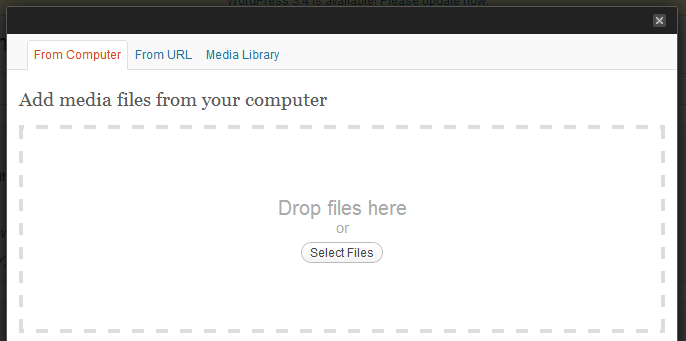 WordPress 3.4 is available! Please update now.
From Computer From URL Media Library
Add media files from your computer
Drop files here
or
Select Files